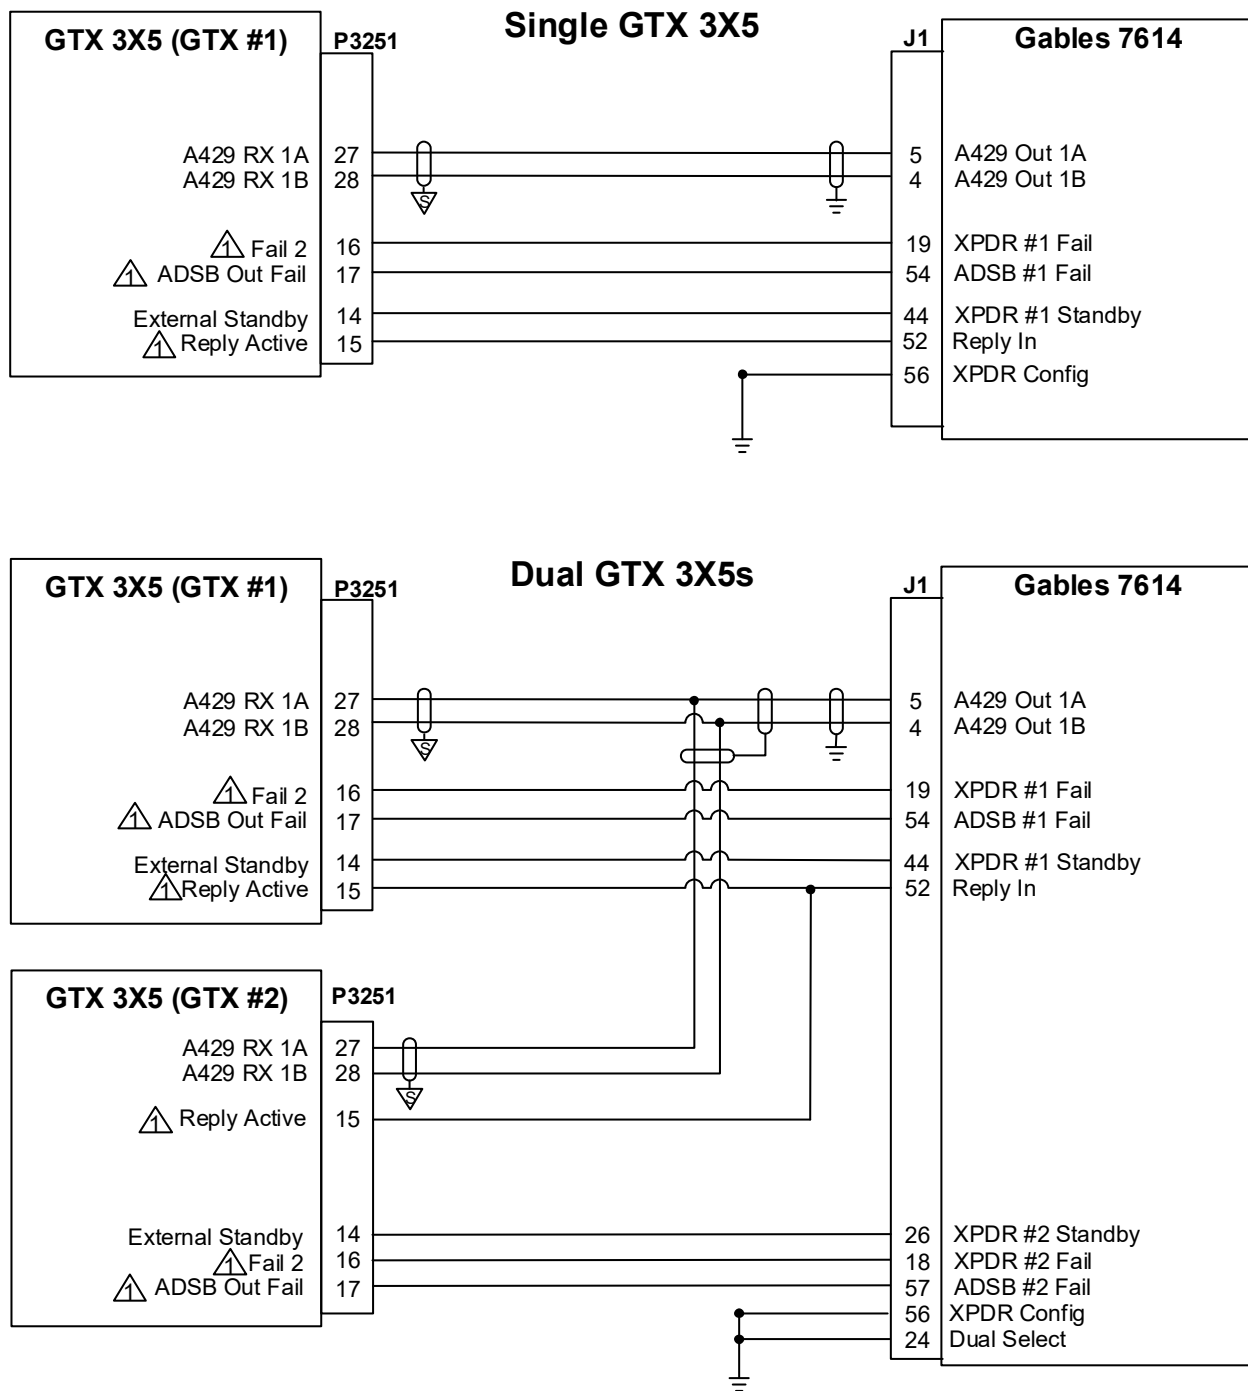 Single GTX 3X5
GTX 3X5 (GTX #1) P3251 J1 Gables 7614
A429 RX 1A 27 5 A429 Out 1A
A429 RX 1B 28 S 4 A429 Out 1B
1 Fail 2 16 19 XPDR #1 Fail
1 ADSB Out Fail 17 54 ADSB #1 Fail
External Standby 14 44 XPDR #1 Standby
1 Reply Active 15 52 Reply In
56 XPDR Config
Dual GTX 3X5s
GTX 3X5 (GTX #1) P3251 J1 Gables 7614
A429 RX 1A 27 5 A429 Out 1A
A429 RX 1B 28 S 4 A429 Out 1B
1 Fail 2 16 19 XPDR #1 Fail
1 ADSB Out Fail 17 54 ADSB #1 Fail
External Standby 14 44 XPDR #1 Standby
1 Reply Active 15 52 Reply In
GTX 3X5 (GTX #2) P3251
A429 RX 1A 27
A429 RX 1B 28 S
1 Reply Active 15
External Standby 14 26 XPDR #2 Standby
1 Fail 2 16 18 XPDR #2 Fail
1 ADSB Out Fail 17 57 ADSB #2 Fail
56 XPDR Config
24 Dual Select